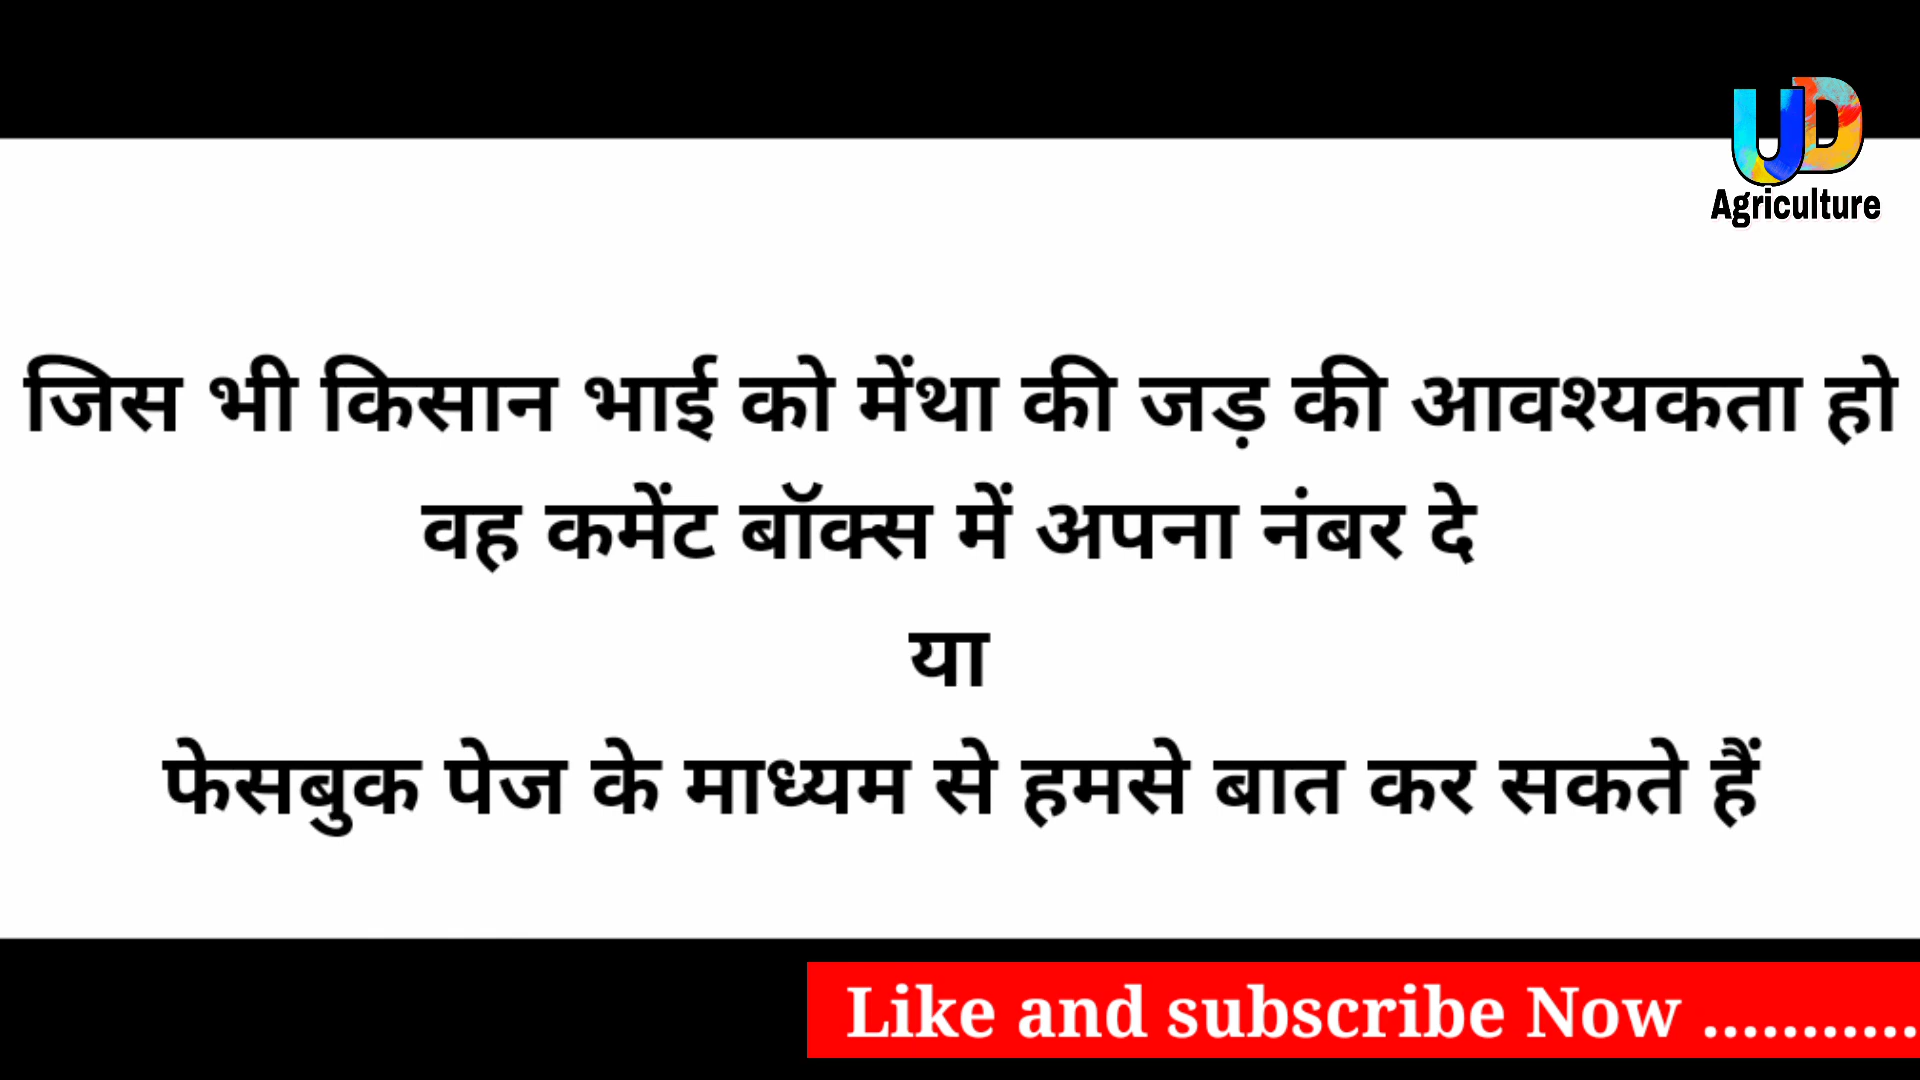 UD
Agriculture
जिस भी किसान भाई को मेंथा की जड़ की आवश्यकता हो
वह कमेंट बॉक्स में अपना नंबर दे
या
फेसबुक पेज के माध्यम से हमसे बात कर सकते हैं
Like and subscribe Now ...........